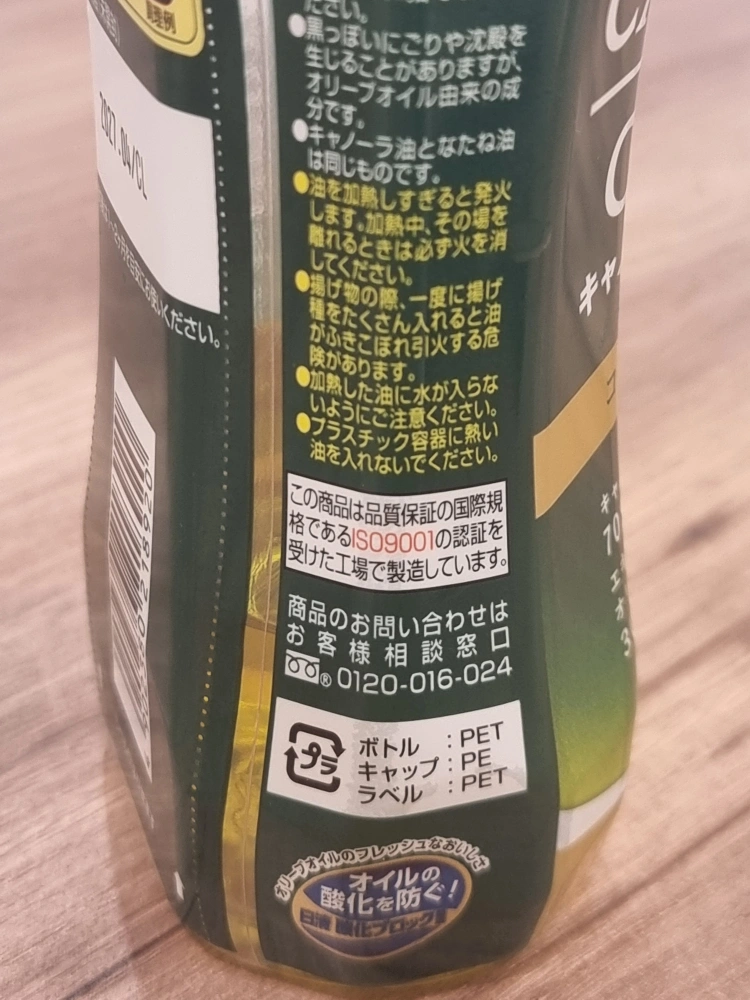 調理例
2027.04/CL
ください。
ださい。
●黒っぽいにごりや沈殿を
生じることがありますが、
オリーブオイル由来の成
分です。
●キャノーラ油となたね油
は同じものです。
●油を加熱しすぎると発火
します。加熱中、その場を
離れるときは必ず火を消
してください。
●揚げ物の際、一度に揚げ
種をたくさん入れると油
がふきこぼれ引火する危
険があります。
●加熱した油に水が入らな
いようにご注意ください。
●プラスチック容器に熱い
油を入れないでください。
この商品は品質保証の国際規
格であるISO9001の認証を
受けた工場で製造しています。
商品のお問い合わせは
お客様相談窓口
® 0120-016-024
プラ
ボトル : PET
キャップ : PE
ラベル : PET
オリーブオイルのフレッシュなおいしさ
オイルの
酸化を防ぐ!
日清 酸化ブロック
キャ
70
エ
オ
3